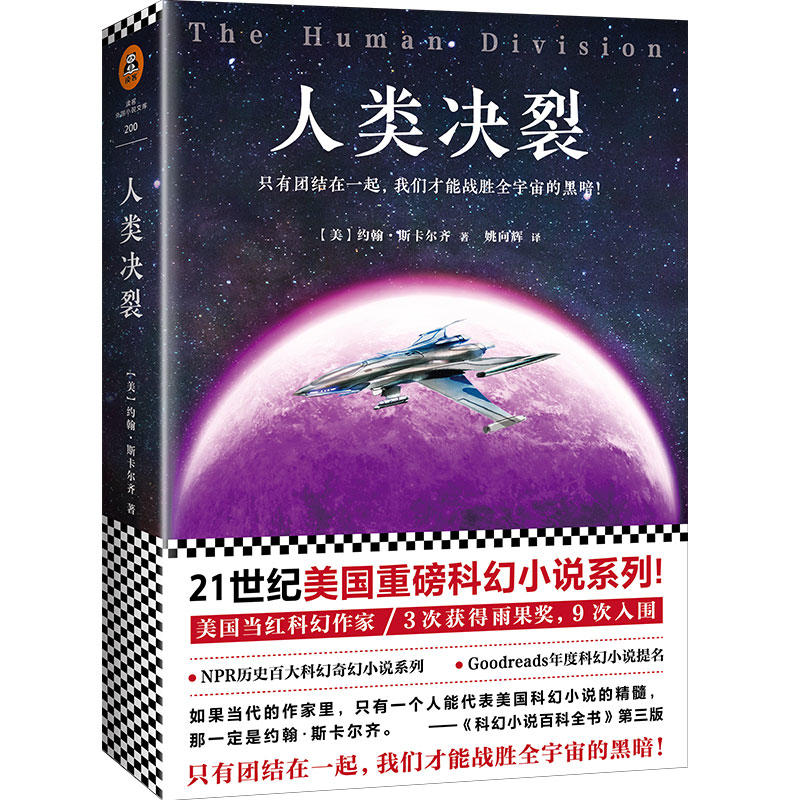 The Human Division
人类决裂
只有团结在一起，我们才能战胜全宇宙的黑暗！
【美】约翰·斯卡尔齐 著 姚向辉 译
21世纪美国重磅科幻小说系列！
美国当红科幻作家/3次获得雨果奖，9次入围
•NPR历史百大科幻奇幻小说系列
•Goodreads年度科幻小说提名
如果当代的作家里，只有一个人能代表美国科幻小说的精髓，
那一定是约翰·斯卡尔齐。 ——《科幻小说百科全书》第三版
只有团结在一起，我们才能战胜全宇宙的黑暗！
读客
读客
外国小说文库
200
人类决裂
【美】约翰·斯卡尔齐 著